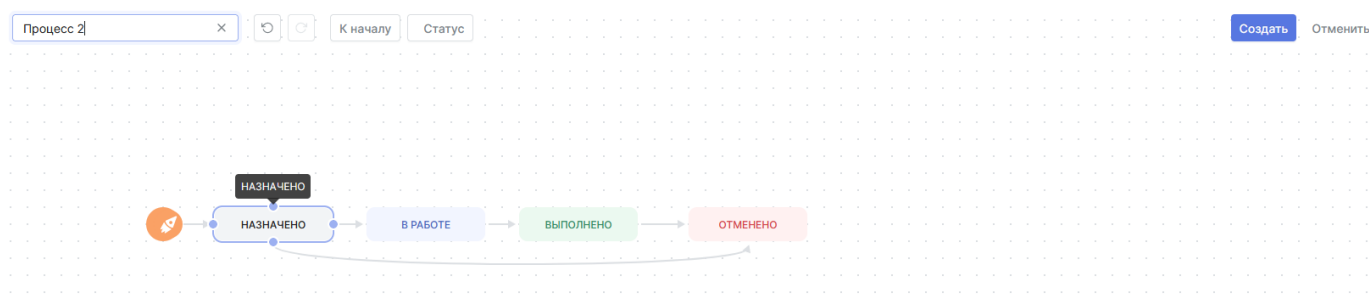 Процесс 2
К началу
Статус
Создать
Отменить
НАЗНАЧЕНО
НАЗНАЧЕНО
В РАБОТЕ
ВЫПОЛНЕНО
ОТМЕНЕНО